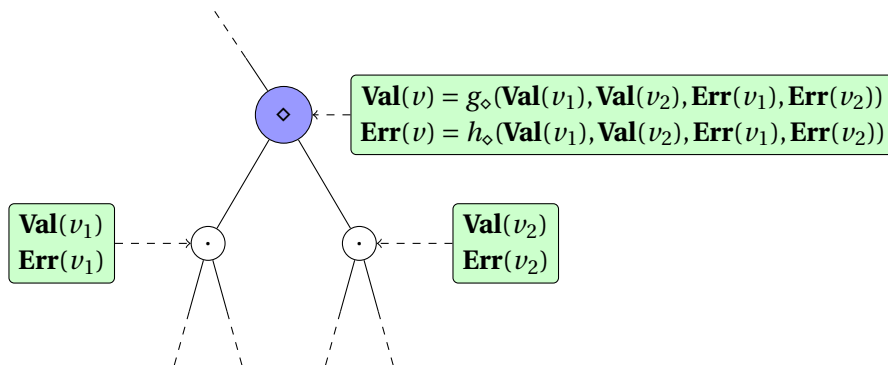 ⋄
𝐕𝐚𝐥(v) = g⋄(𝐕𝐚𝐥(v₁), 𝐕𝐚𝐥(v₂), 𝐄𝐫𝐫(v₁), 𝐄𝐫𝐫(v₂))
𝐄𝐫𝐫(v) = h⋄(𝐕𝐚𝐥(v₁), 𝐕𝐚𝐥(v₂), 𝐄𝐫𝐫(v₁), 𝐄𝐫𝐫(v₂))
𝐕𝐚𝐥(v₁)
𝐄𝐫𝐫(v₁)
·
·
𝐕𝐚𝐥(v₂)
𝐄𝐫𝐫(v₂)